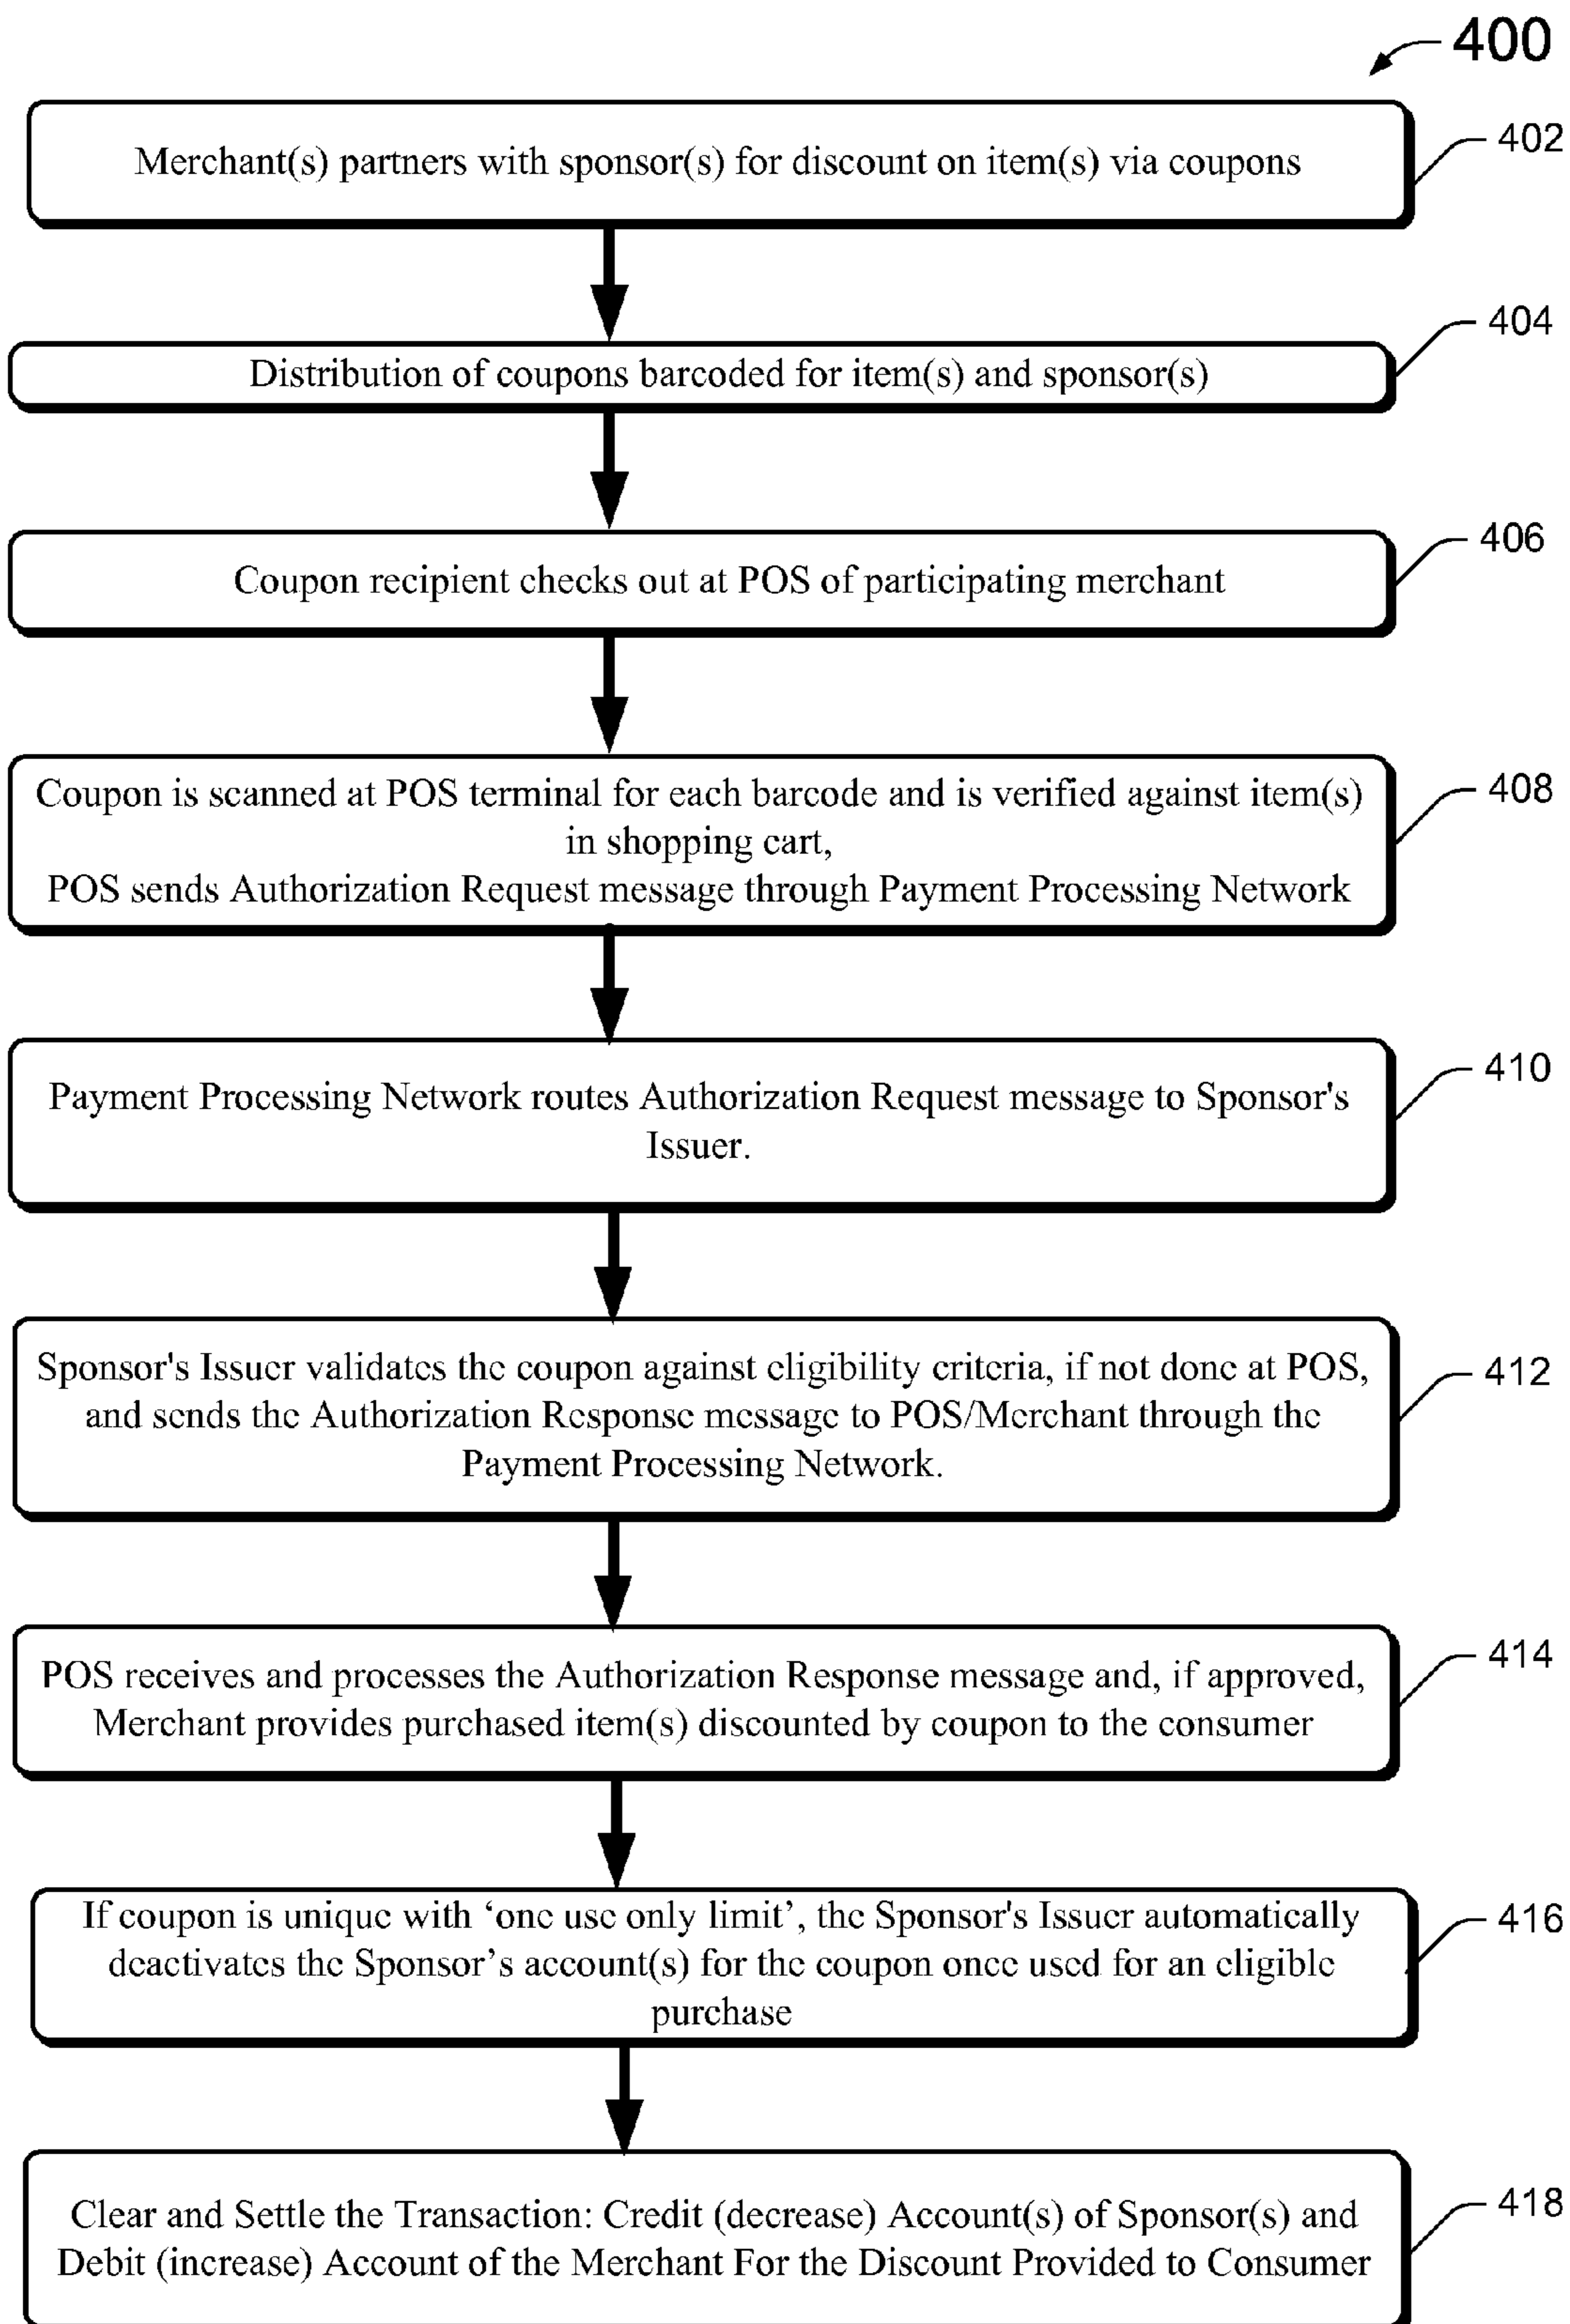 400
Merchant(s) partners with sponsor(s) for discount on item(s) via coupons
402
Distribution of coupons barcoded for item(s) and sponsor(s)
404
Coupon recipient checks out at POS of participating merchant
406
Coupon is scanned at POS terminal for each barcode and is verified against item(s)
in shopping cart,
POS sends Authorization Request message through Payment Processing Network
408
Payment Processing Network routes Authorization Request message to Sponsor's
Issuer.
410
Sponsor's Issuer validates the coupon against eligibility criteria, if not done at POS,
and sends the Authorization Response message to POS/Merchant through the
Payment Processing Network.
412
POS receives and processes the Authorization Response message and, if approved,
Merchant provides purchased item(s) discounted by coupon to the consumer
414
If coupon is unique with ‘one use only limit’, the Sponsor's Issuer automatically
deactivates the Sponsor’s account(s) for the coupon once used for an eligible
purchase
416
Clear and Settle the Transaction: Credit (decrease) Account(s) of Sponsor(s) and
Debit (increase) Account of the Merchant For the Discount Provided to Consumer
418